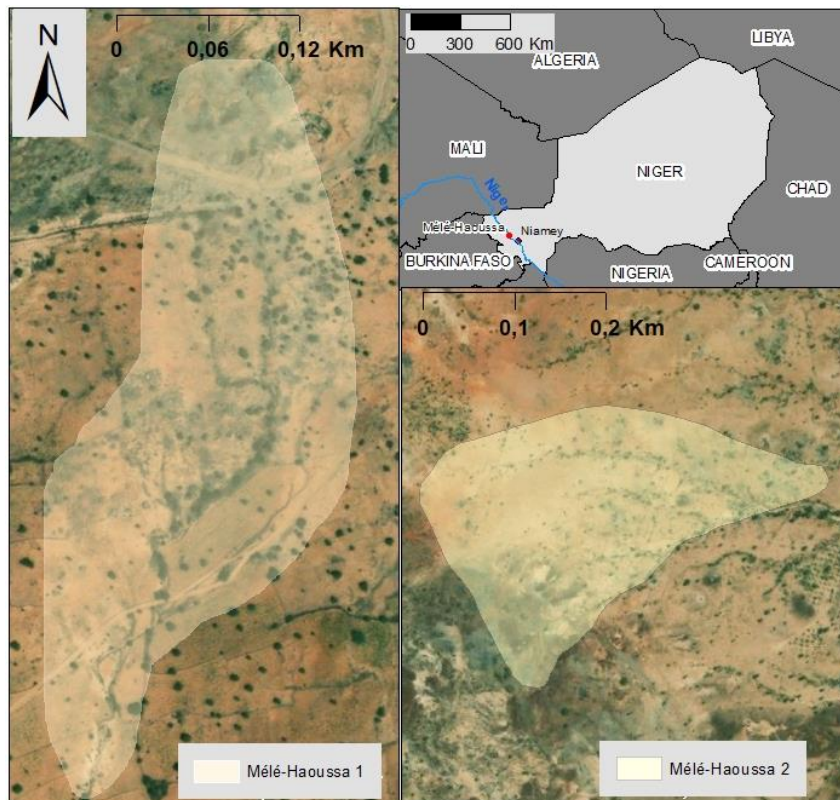 N
0 0,06 0,12 Km
Mélé-Haoussa 1
0 300 600 Km
LIBYA
ALGERIA
MALI
NIGER
CHAD
Mélé-Haoussa
Niamey
BURKINA FASO
NIGERIA
CAMEROON
0 0,1 0,2 Km
Mélé-Haoussa 2